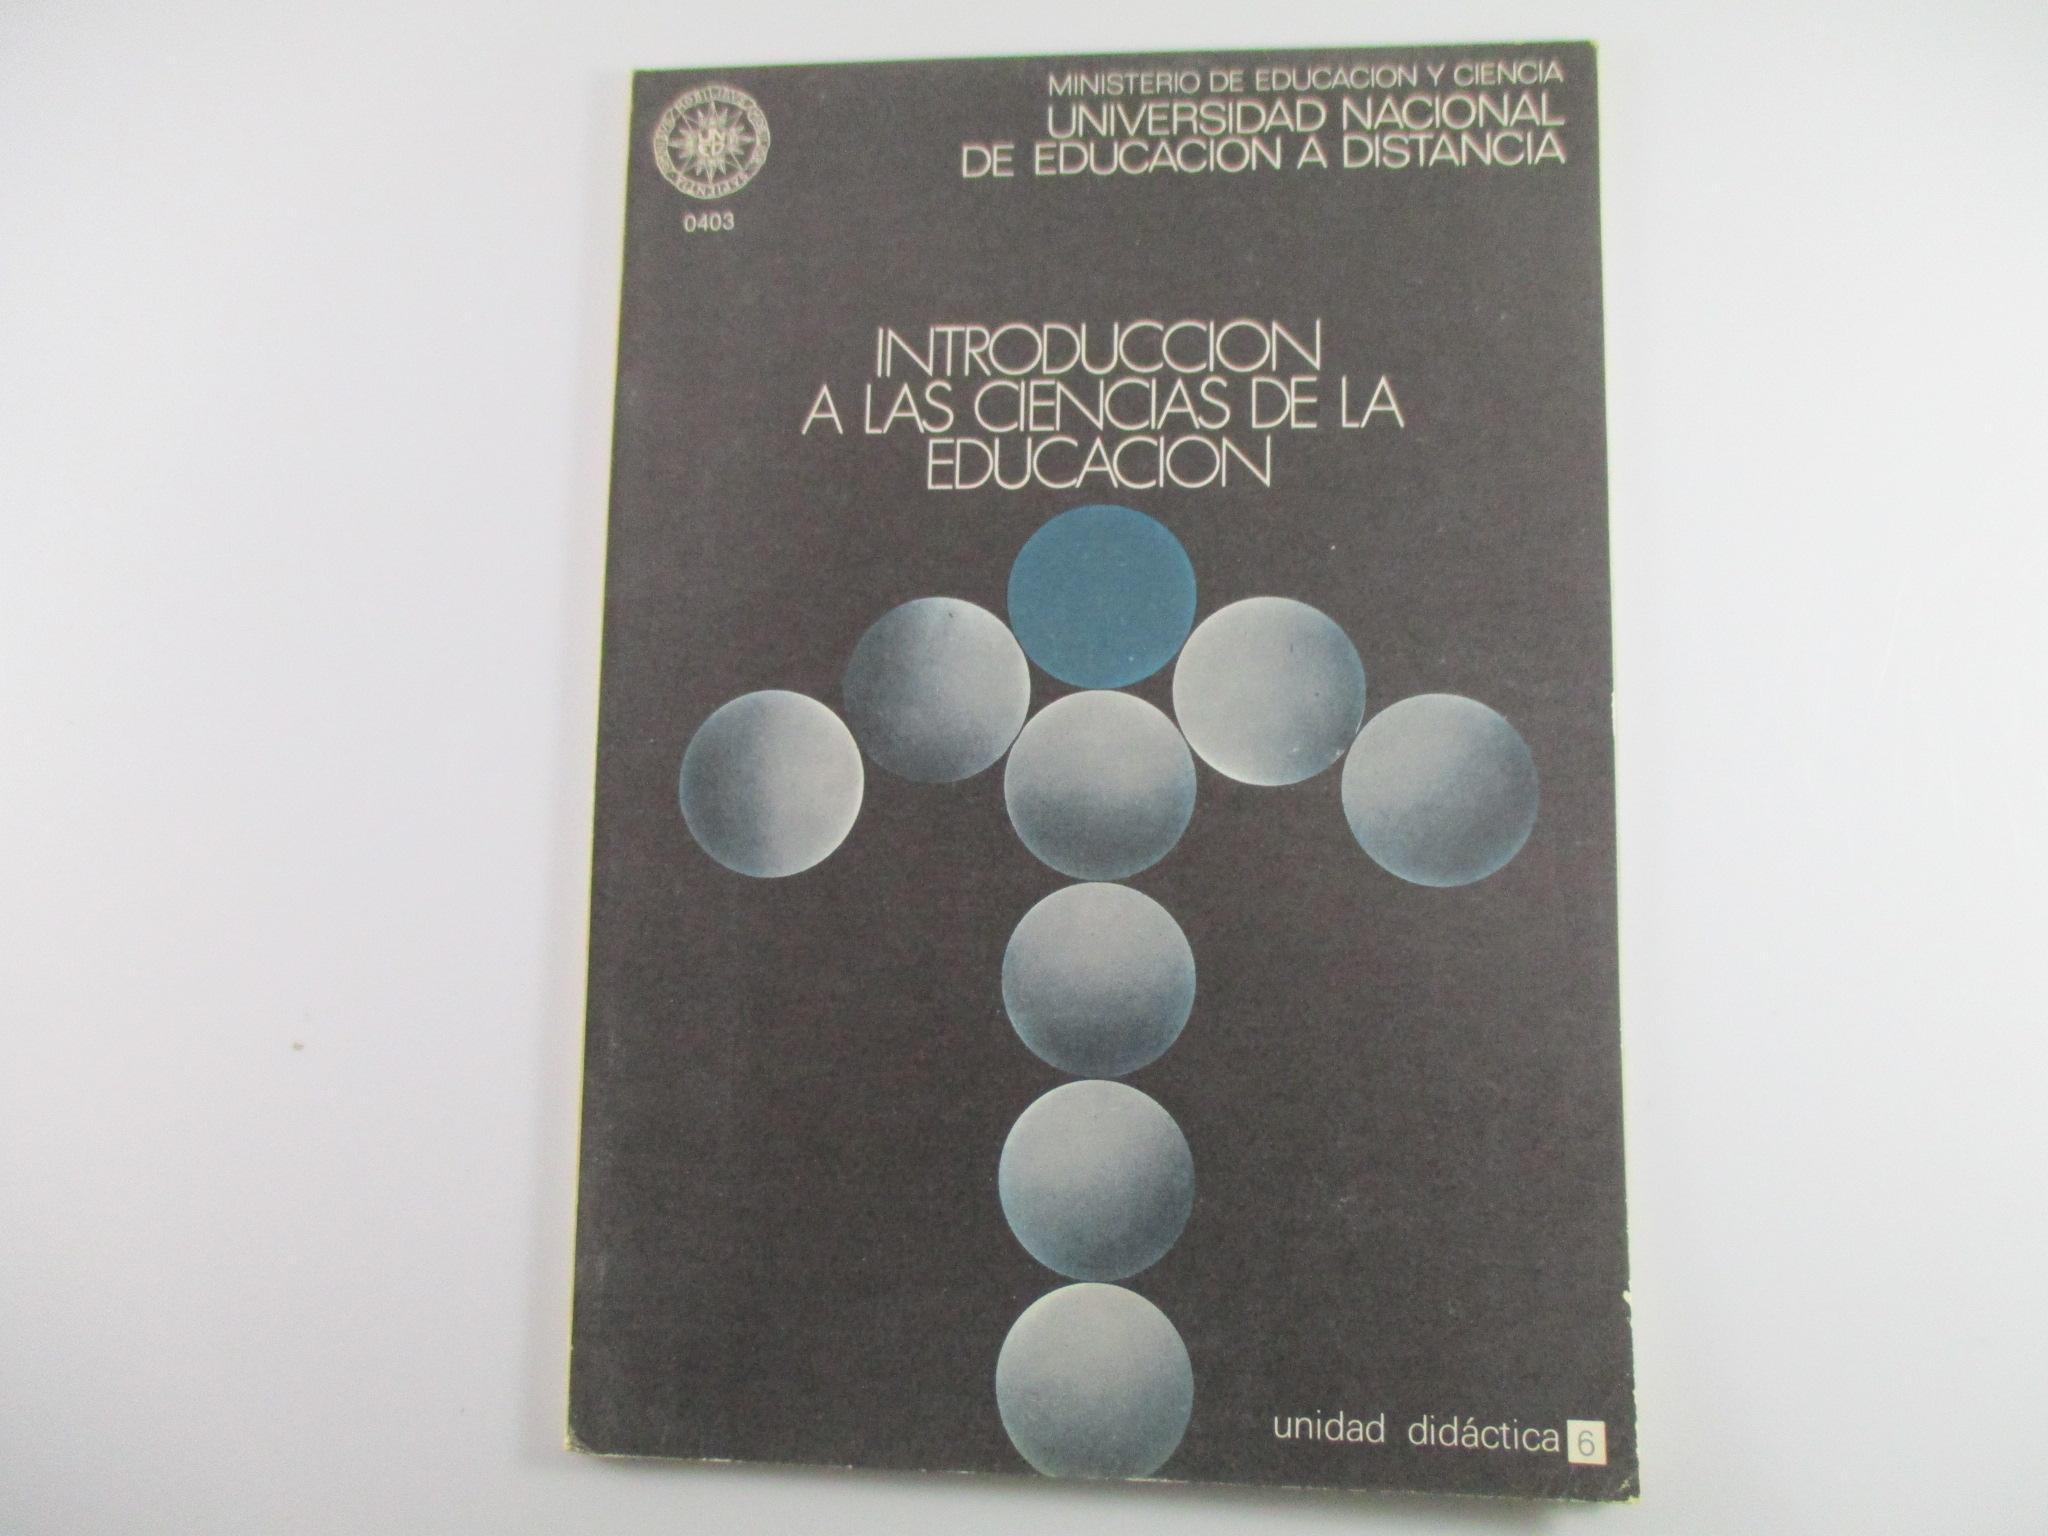 MINISTERIO DE EDUCACION Y CIENCIA
UNIVERSIDAD NACIONAL
DE EDUCACION A DISTANCIA
0403
INTRODUCCION
A LAS CIENCIAS DE LA
EDUCACION
unidad didáctica 6